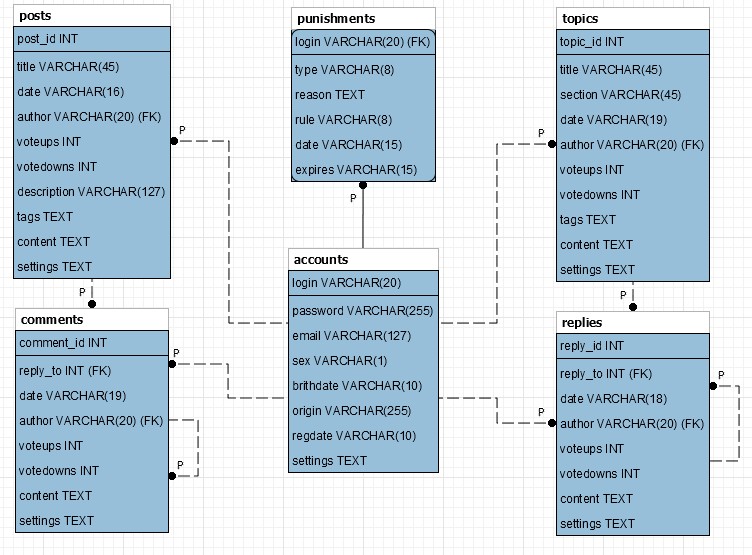 posts
post_id INT
title VARCHAR(45)
date VARCHAR(16)
author VARCHAR(20) (FK)
voteups INT
votedowns INT
description VARCHAR(127)
tags TEXT
content TEXT
settings TEXT
P
punishments
login VARCHAR(20) (FK)
type VARCHAR(8)
reason TEXT
rule VARCHAR(8)
date VARCHAR(15)
expires VARCHAR(15)
P
topics
topic_id INT
title VARCHAR(45)
section VARCHAR(45)
date VARCHAR(19)
author VARCHAR(20) (FK)
voteups INT
votedowns INT
tags TEXT
content TEXT
settings TEXT
P
accounts
login VARCHAR(20)
password VARCHAR(255)
email VARCHAR(127)
sex VARCHAR(1)
brithdate VARCHAR(10)
origin VARCHAR(255)
regdate VARCHAR(10)
settings TEXT
P
comments
comment_id INT
reply_to INT (FK)
date VARCHAR(19)
author VARCHAR(20) (FK)
voteups INT
votedowns INT
content TEXT
settings TEXT
P
P
P
replies
reply_id INT
reply_to INT (FK)
date VARCHAR(18)
author VARCHAR(20) (FK)
voteups INT
votedowns INT
content TEXT
settings TEXT
P
P